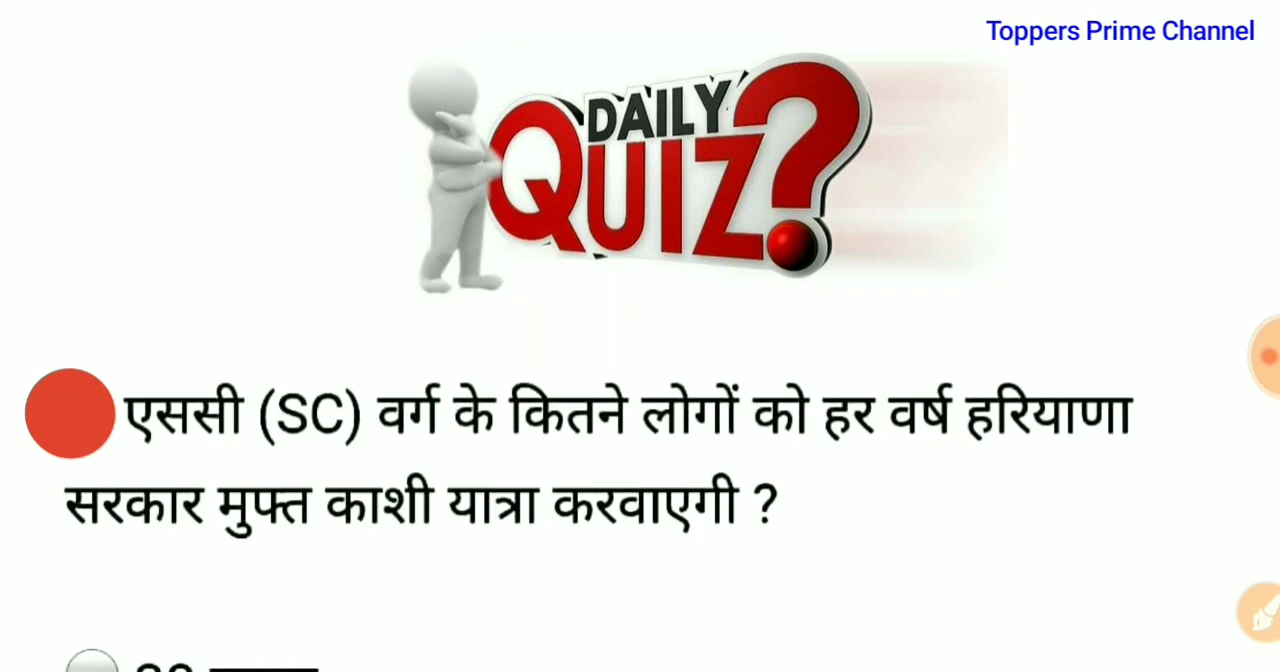 Toppers Prime Channel
DAILY
QUIZ?
एससी (SC) वर्ग के कितने लोगों को हर वर्ष हरियाणा
सरकार मुफ्त काशी यात्रा करवाएगी ?